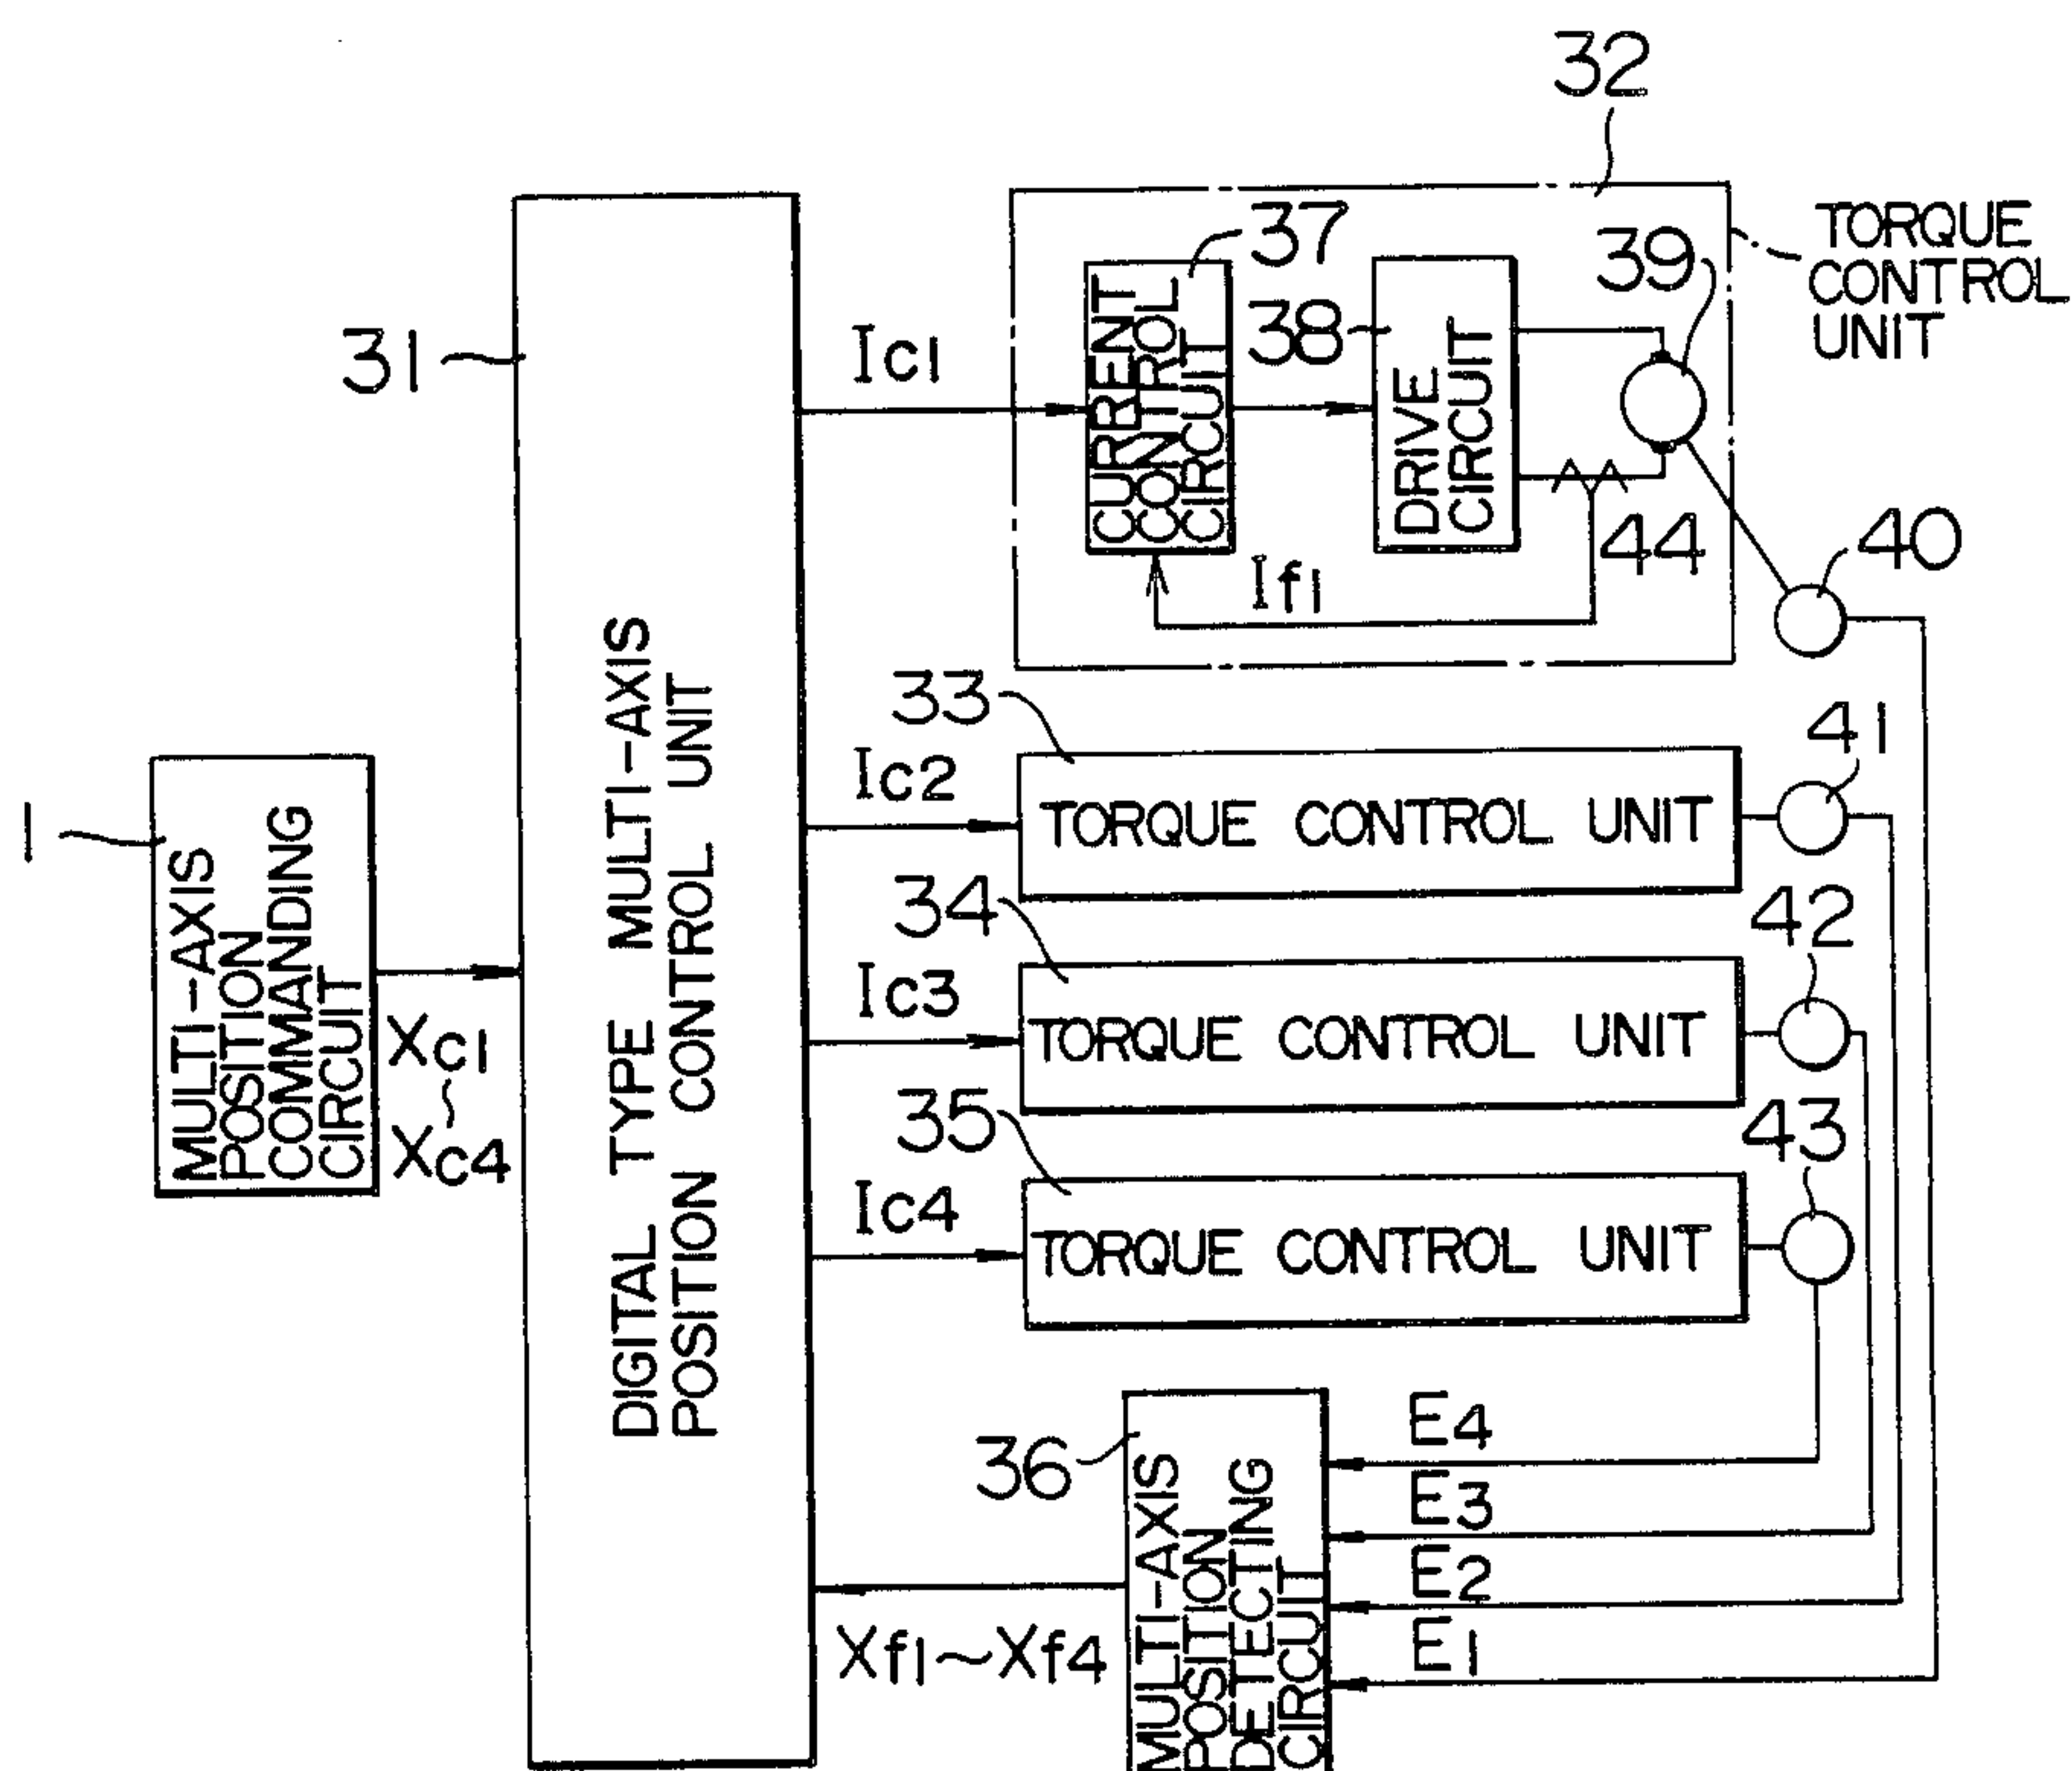 32
TORQUE
CONTROL
UNIT
37
38
39
31
Ic1
CURRENT
CONTROL
CIRCUIT
DRIVE
CIRCUIT
44
40
If1
33
41
Ic2
TORQUE CONTROL UNIT
1
MULTI-AXIS
POSITION
COMMANDING
CIRCUIT
DIGITAL TYPE MULTI-AXIS
POSITION CONTROL UNIT
34
42
Ic3
TORQUE CONTROL UNIT
Xc1
~
Xc4
35
43
Ic4
TORQUE CONTROL UNIT
36
MULTI-AXIS
POSITION
DETECTING
CIRCUIT
E4
E3
E2
E1
Xf1~Xf4